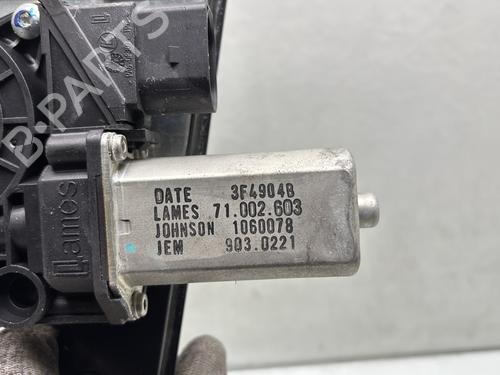 B-PARTS
DATE 3F4904B
LAMES 71.002.603
JOHNSON 1060078
JEM 903.0221
Lames